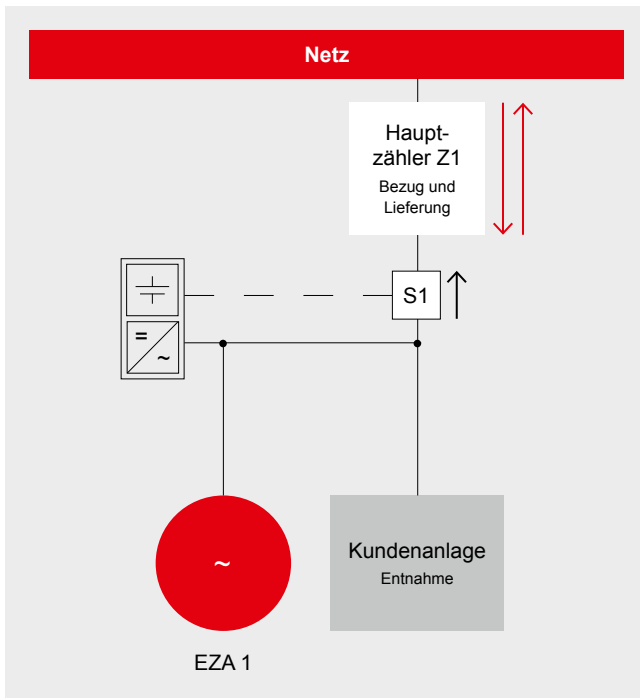 Netz
Haupt-
zähler Z1
Bezug und
Lieferung
S1
=
~
~
Kundenanlage
Entnahme
EZA 1